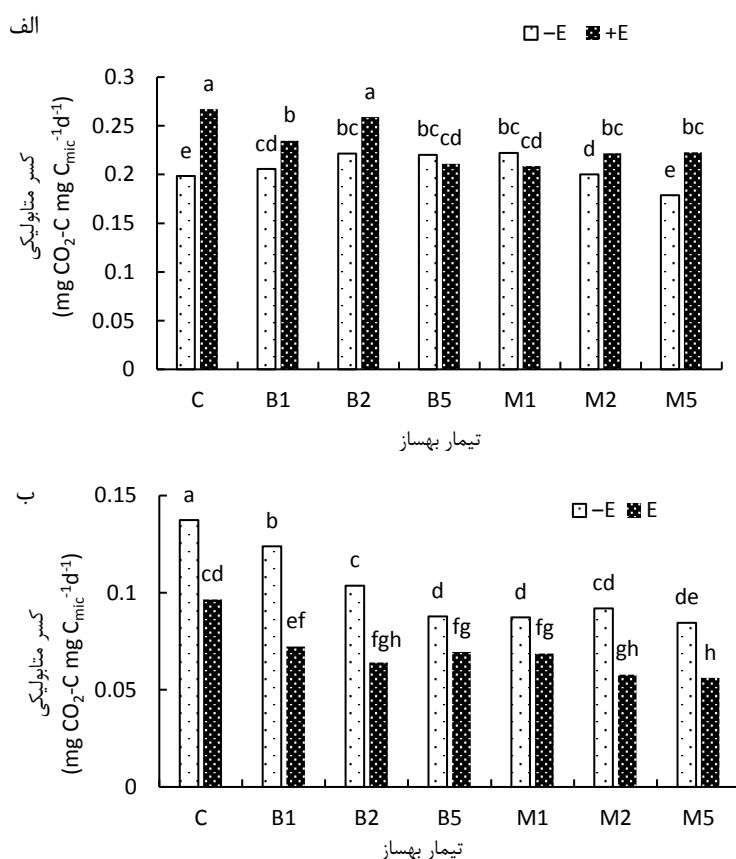 الف
–E +E
0.3
0.25
0.2
0.15
0.1
0.05
0
کسر متابولیکی
(mg CO₂-C mg Cₘᵢc⁻¹d⁻¹)
e a cd b bc a bc cd bc cd d bc e bc
C B1 B2 B5 M1 M2 M5
تیمار بهساز
ب
–E E
0.15
0.1
0.05
0
کسر متابولیکی
(mg CO₂-C mg Cₘᵢc⁻¹d⁻¹)
a cd b ef c fgh d fg d fg cd gh de h
C B1 B2 B5 M1 M2 M5
تیمار بهساز